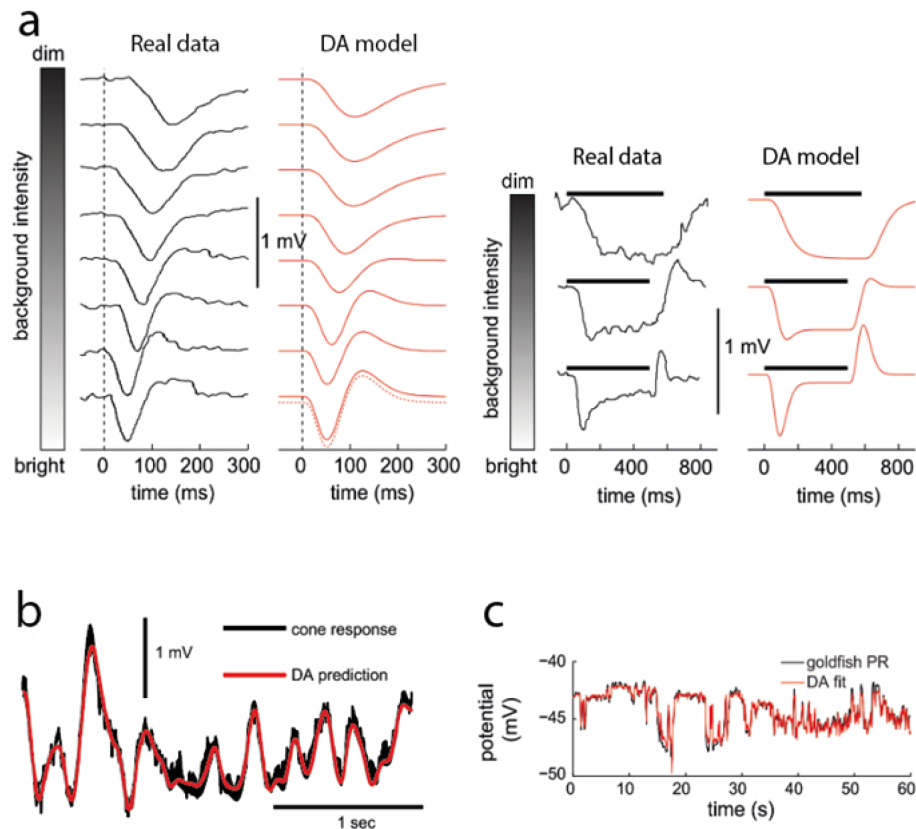 a
Real data
DA model
dim
background intensity
bright
1 mV
0 100 200 300
time (ms)
0 100 200 300
time (ms)
Real data
DA model
dim
background intensity
bright
1 mV
0 400 800
time (ms)
0 400 800
time (ms)
b
1 mV
cone response
DA prediction
1 sec
c
goldfish PR
DA fit
potential
(mV)
−40
−45
−50
0 10 20 30 40 50 60
time (s)